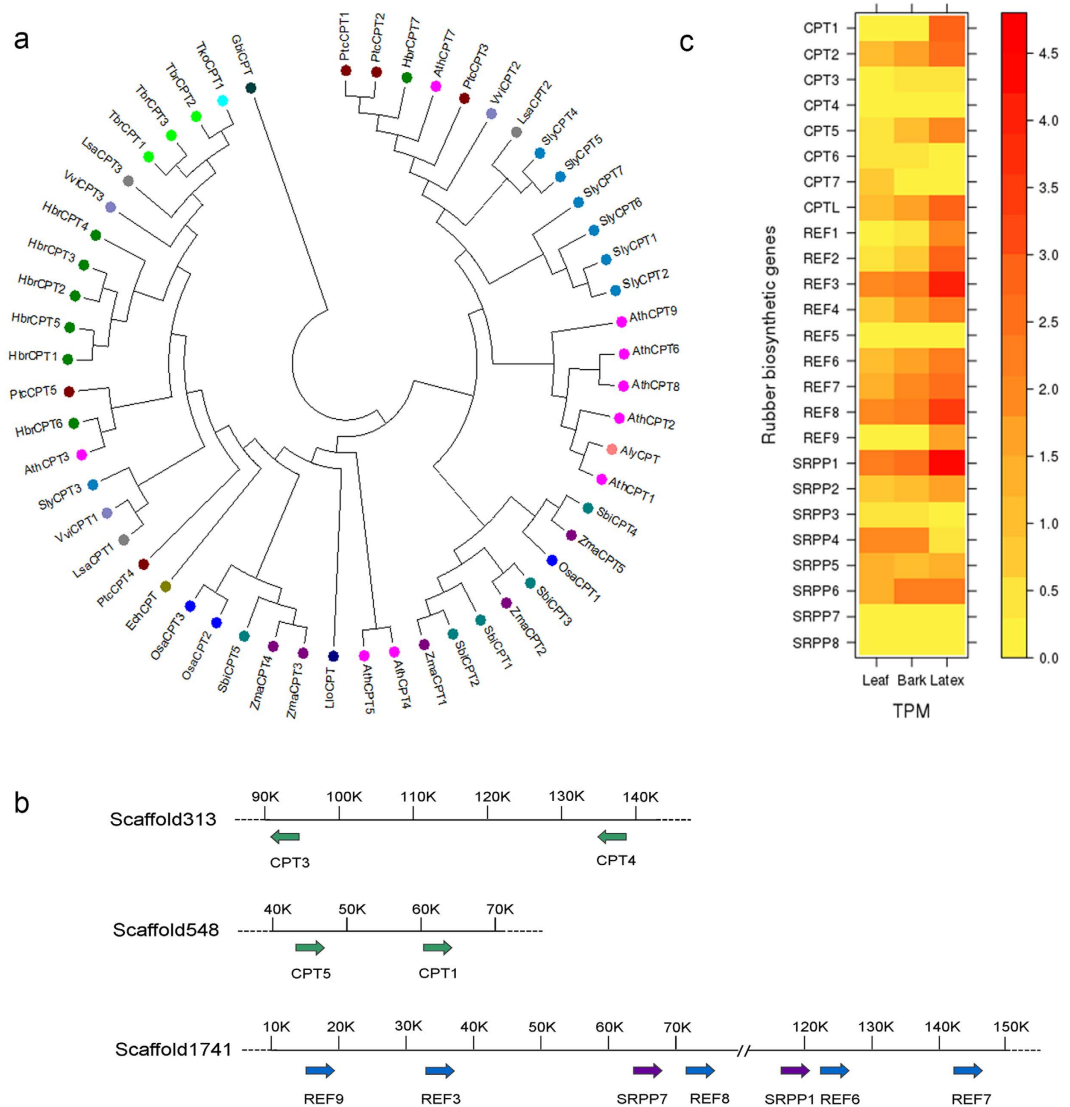 a
PtcCPT1
PtcCPT2
HbrCPT7
AthCPT7
PtcCPT3
VviCPT2
LsaCPT2
SlyCPT4
SlyCPT5
SlyCPT7
SlyCPT6
SlyCPT1
SlyCPT2
AthCPT9
AthCPT6
AthCPT8
AthCPT2
AlyCPT
AthCPT1
SbiCPT4
ZmaCPT5
OsaCPT1
SbiCPT3
ZmaCPT2
SbiCPT1
SbiCPT2
ZmaCPT1
AthCPT4
AthCPT5
LloCPT
ZmaCPT3
ZmaCPT4
SbiCPT5
OsaCPT2
OsaCPT3
EchCPT
PtcCPT4
LsaCPT1
VviCPT1
SlyCPT3
AthCPT3
HbrCPT6
PtcCPT5
HbrCPT1
HbrCPT5
HbrCPT2
HbrCPT3
HbrCPT4
VviCPT3
LsaCPT3
TbrCPT1
TbrCPT3
TbrCPT2
TkoCPT1
GbiCPT
c
Rubber biosynthetic genes
CPT1
CPT2
CPT3
CPT4
CPT5
CPT6
CPT7
CPTL
REF1
REF2
REF3
REF4
REF5
REF6
REF7
REF8
REF9
SRPP1
SRPP2
SRPP3
SRPP4
SRPP5
SRPP6
SRPP7
SRPP8
Leaf Bark Latex
TPM
4.5
4.0
3.5
3.0
2.5
2.0
1.5
1.0
0.5
0.0
b
90K 100K 110K 120K 130K 140K
Scaffold313
CPT3 CPT4
40K 50K 60K 70K
Scaffold548
CPT5 CPT1
10K 20K 30K 40K 50K 60K 70K 120K 130K 140K 150K
Scaffold1741
REF9 REF3 SRPP7 REF8 SRPP1 REF6 REF7